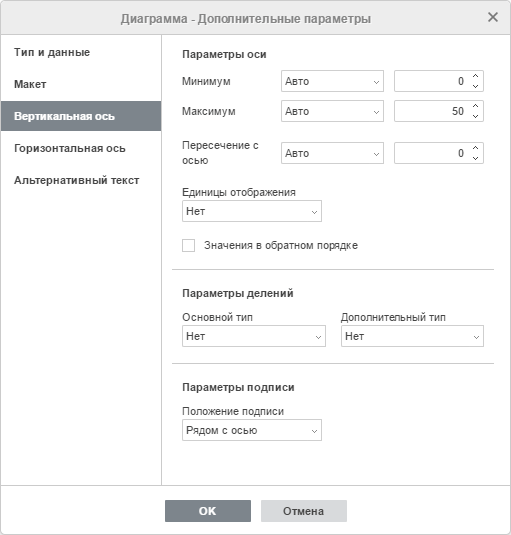 Диаграмма - Дополнительные параметры
Тип и данные
Макет
Вертикальная ось
Горизонтальная ось
Альтернативный текст
Параметры оси
Минимум Авто 0
Максимум Авто 50
Пересечение с
осью Авто 0
Единицы отображения
Нет
Значения в обратном порядке
Параметры делений
Основной тип Дополнительный тип
Нет Нет
Параметры подписи
Положение подписи
Рядом с осью
OK Отмена